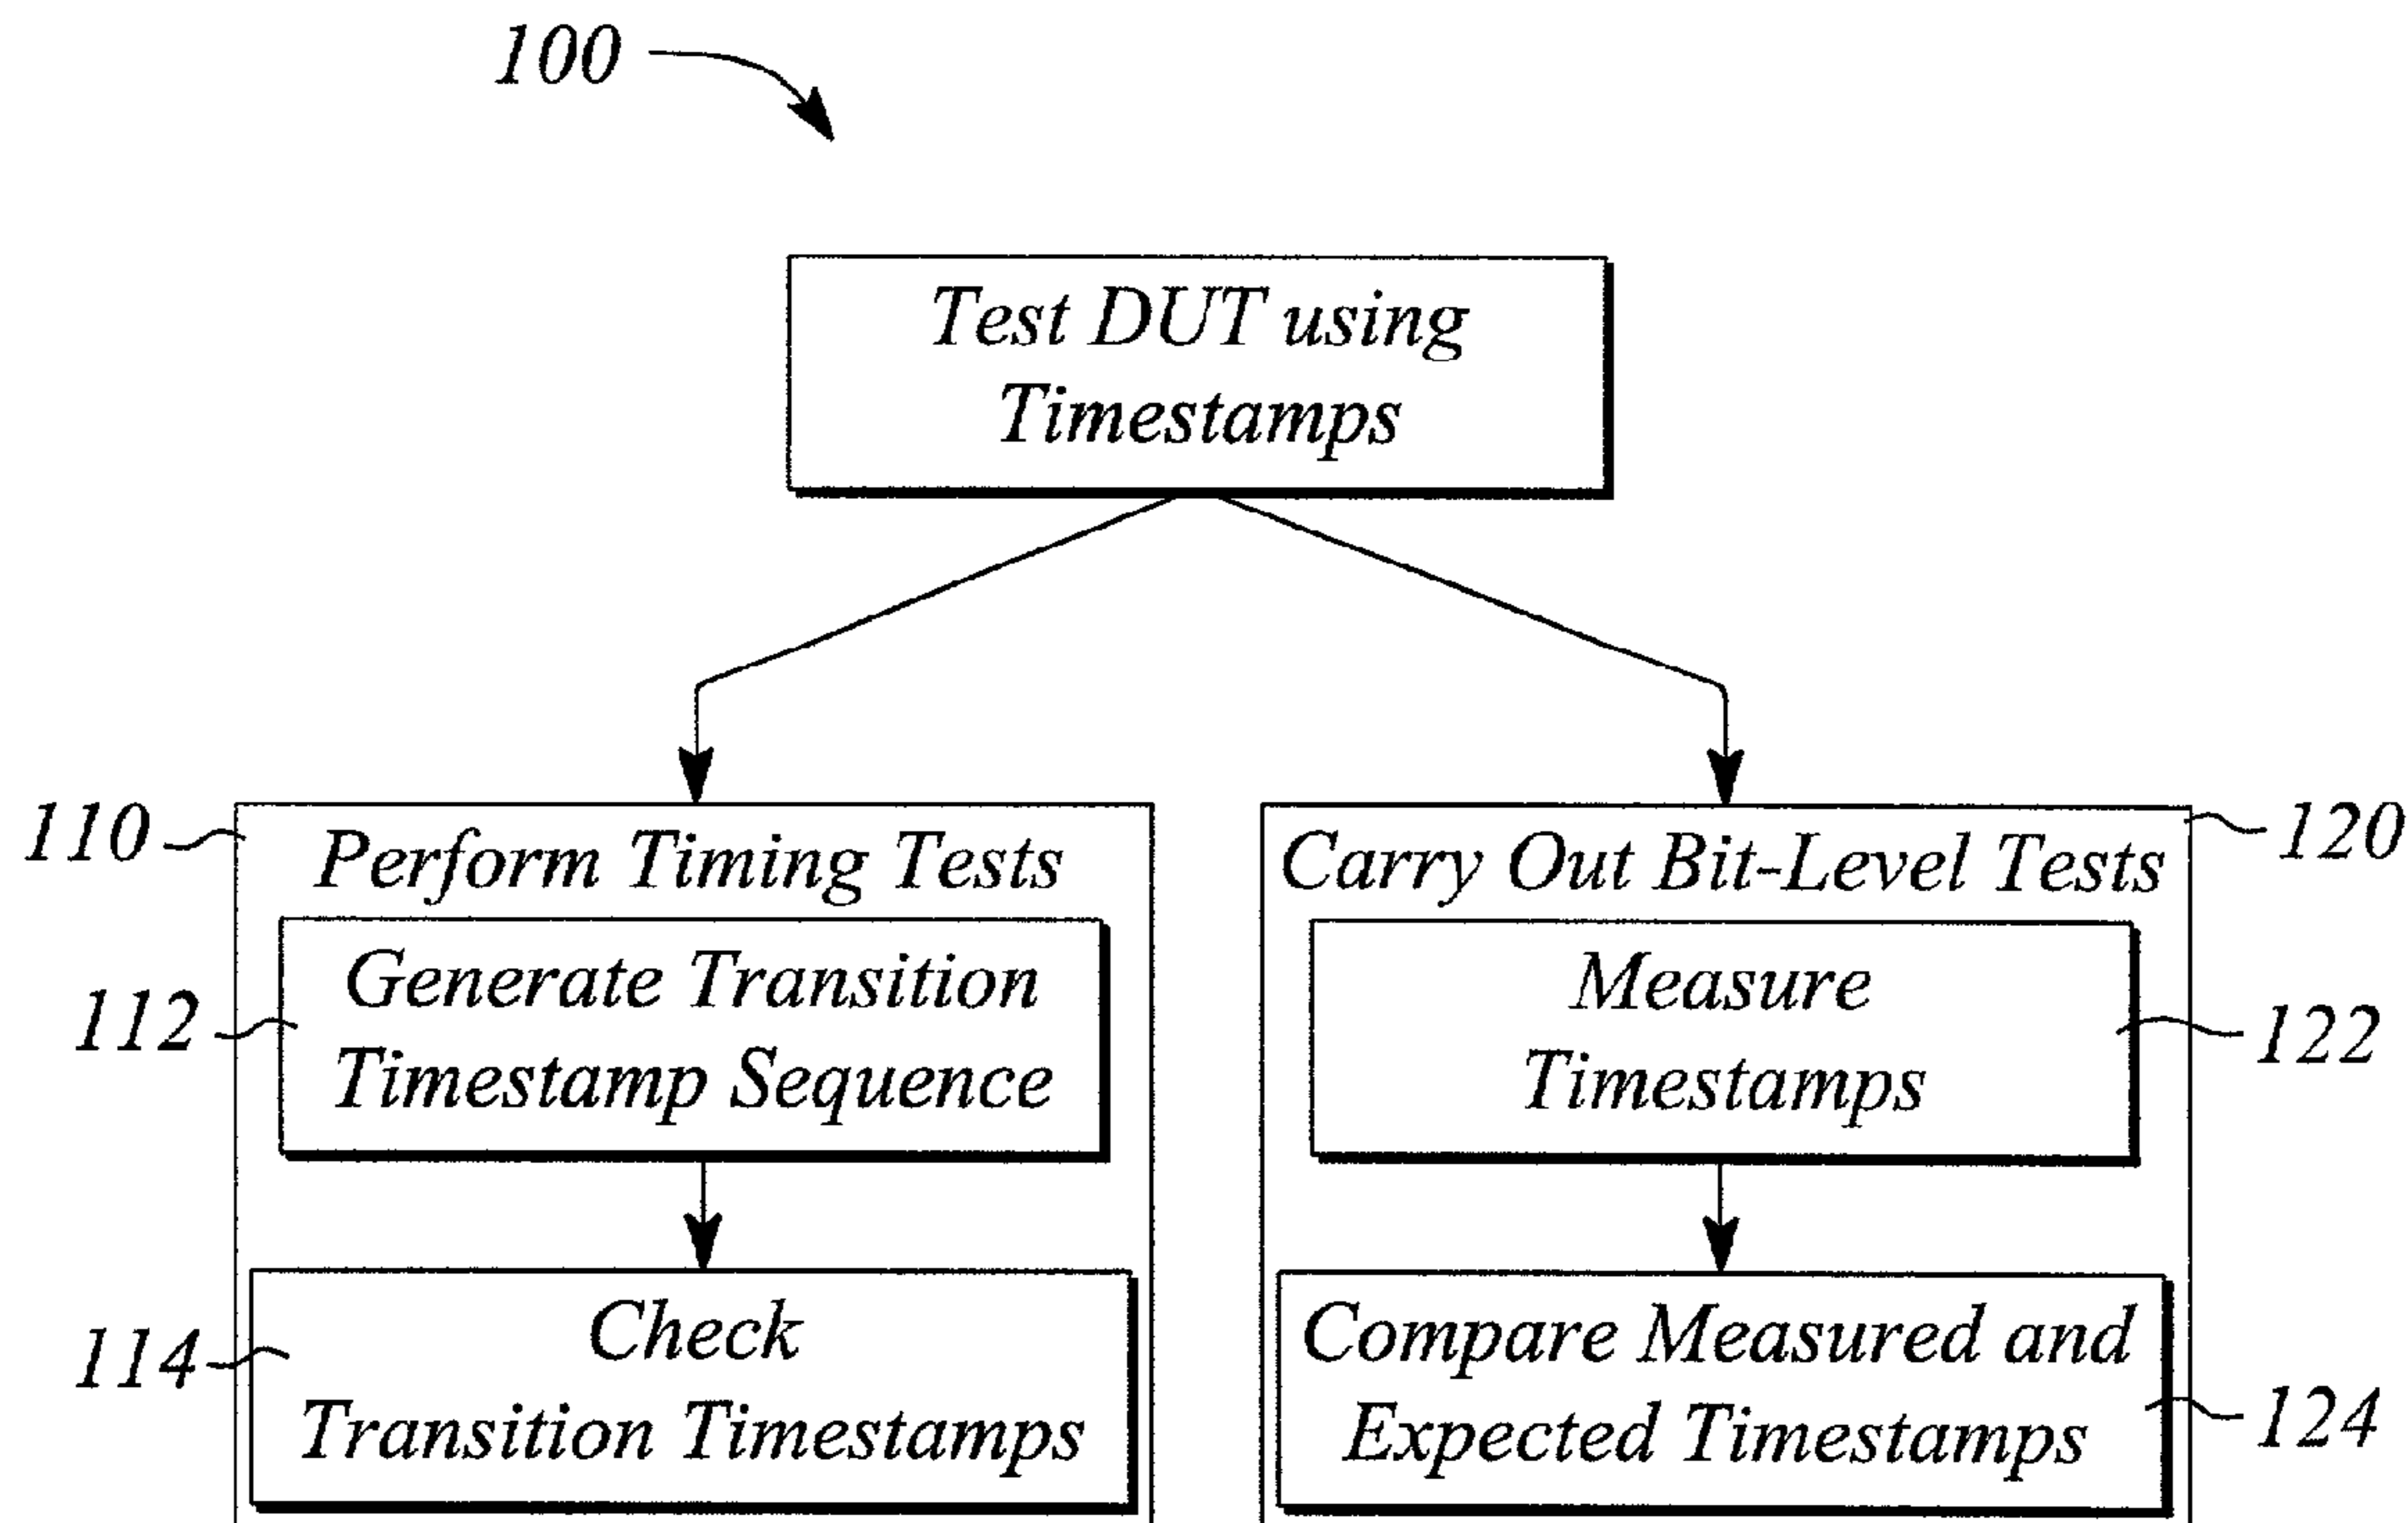 100
Test DUT using
Timestamps
110
Perform Timing Tests
Generate Transition
Timestamp Sequence
112
Check
Transition Timestamps
114
Carry Out Bit-Level Tests
120
Measure
Timestamps
122
Compare Measured and
Expected Timestamps
124